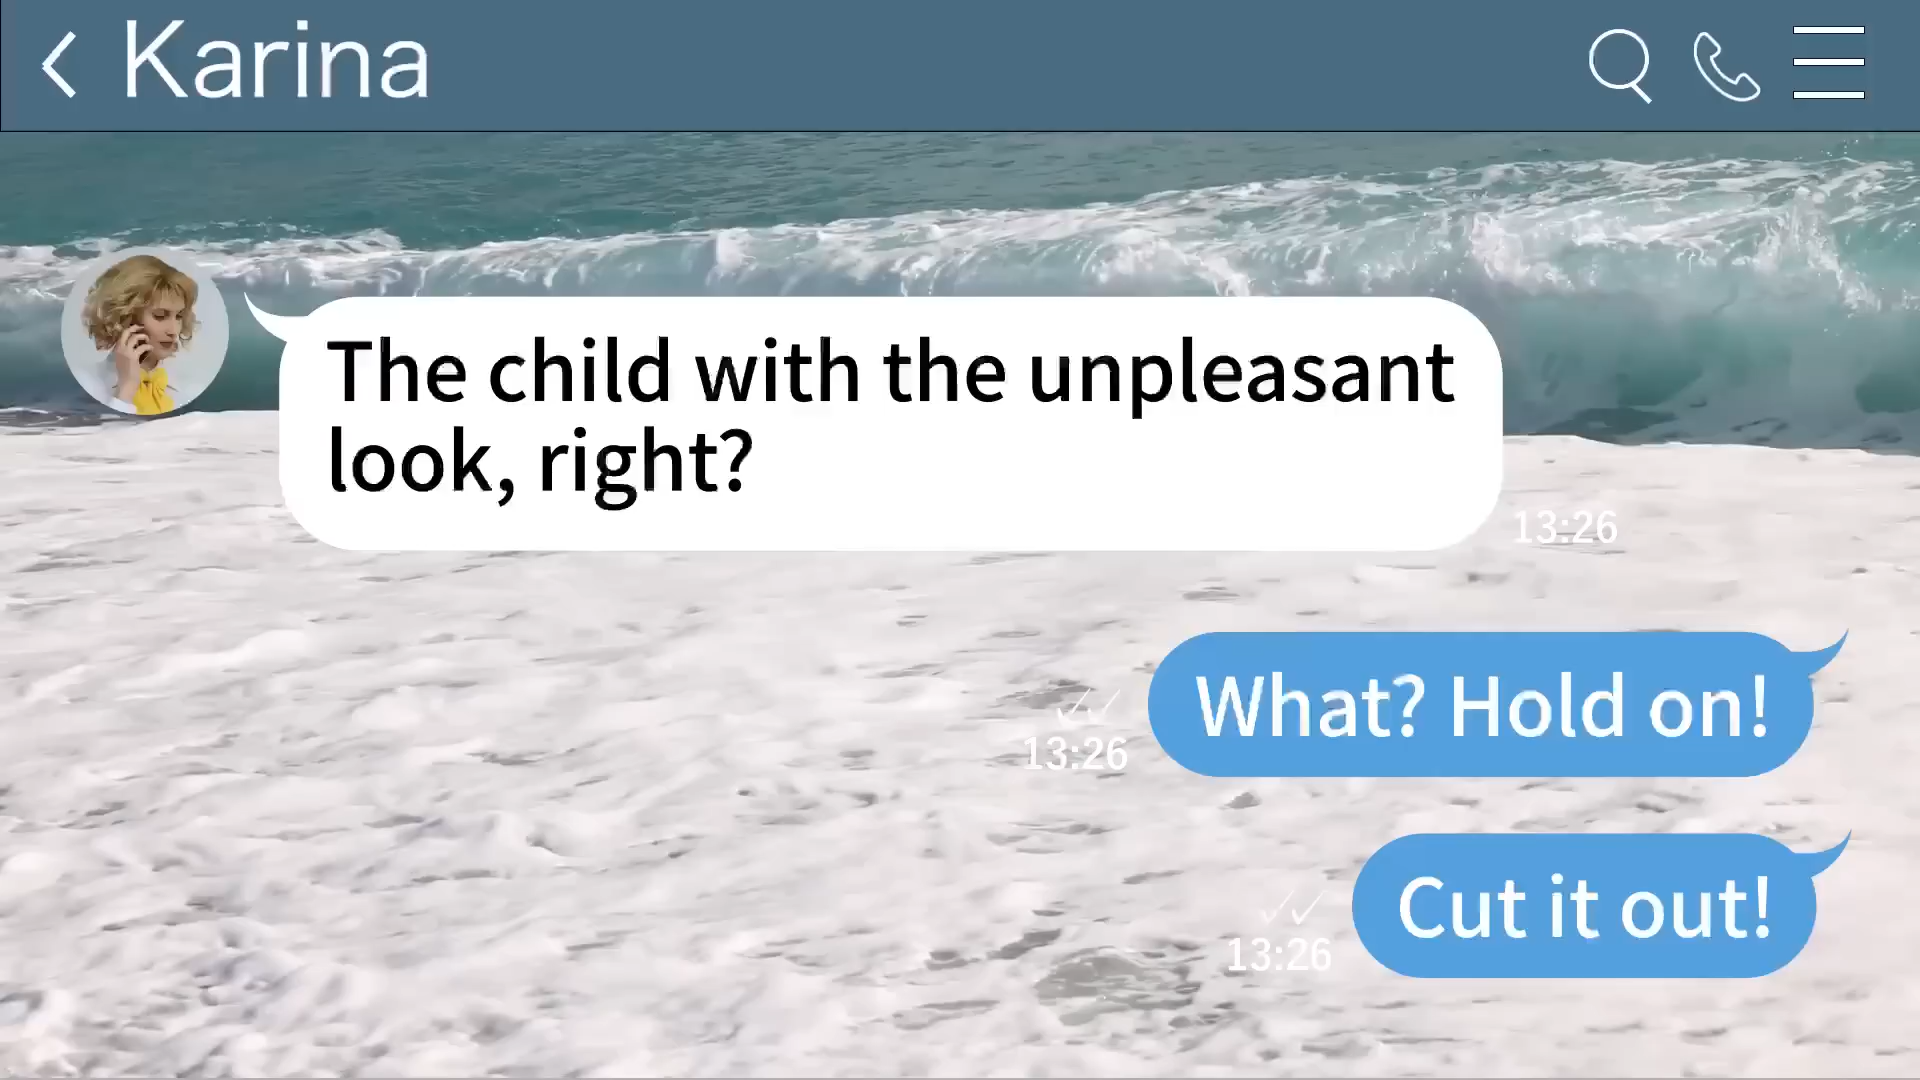 Karina
The child with the unpleasant
look, right?
13:26
What? Hold on!
13:26
Cut it out!
13:26